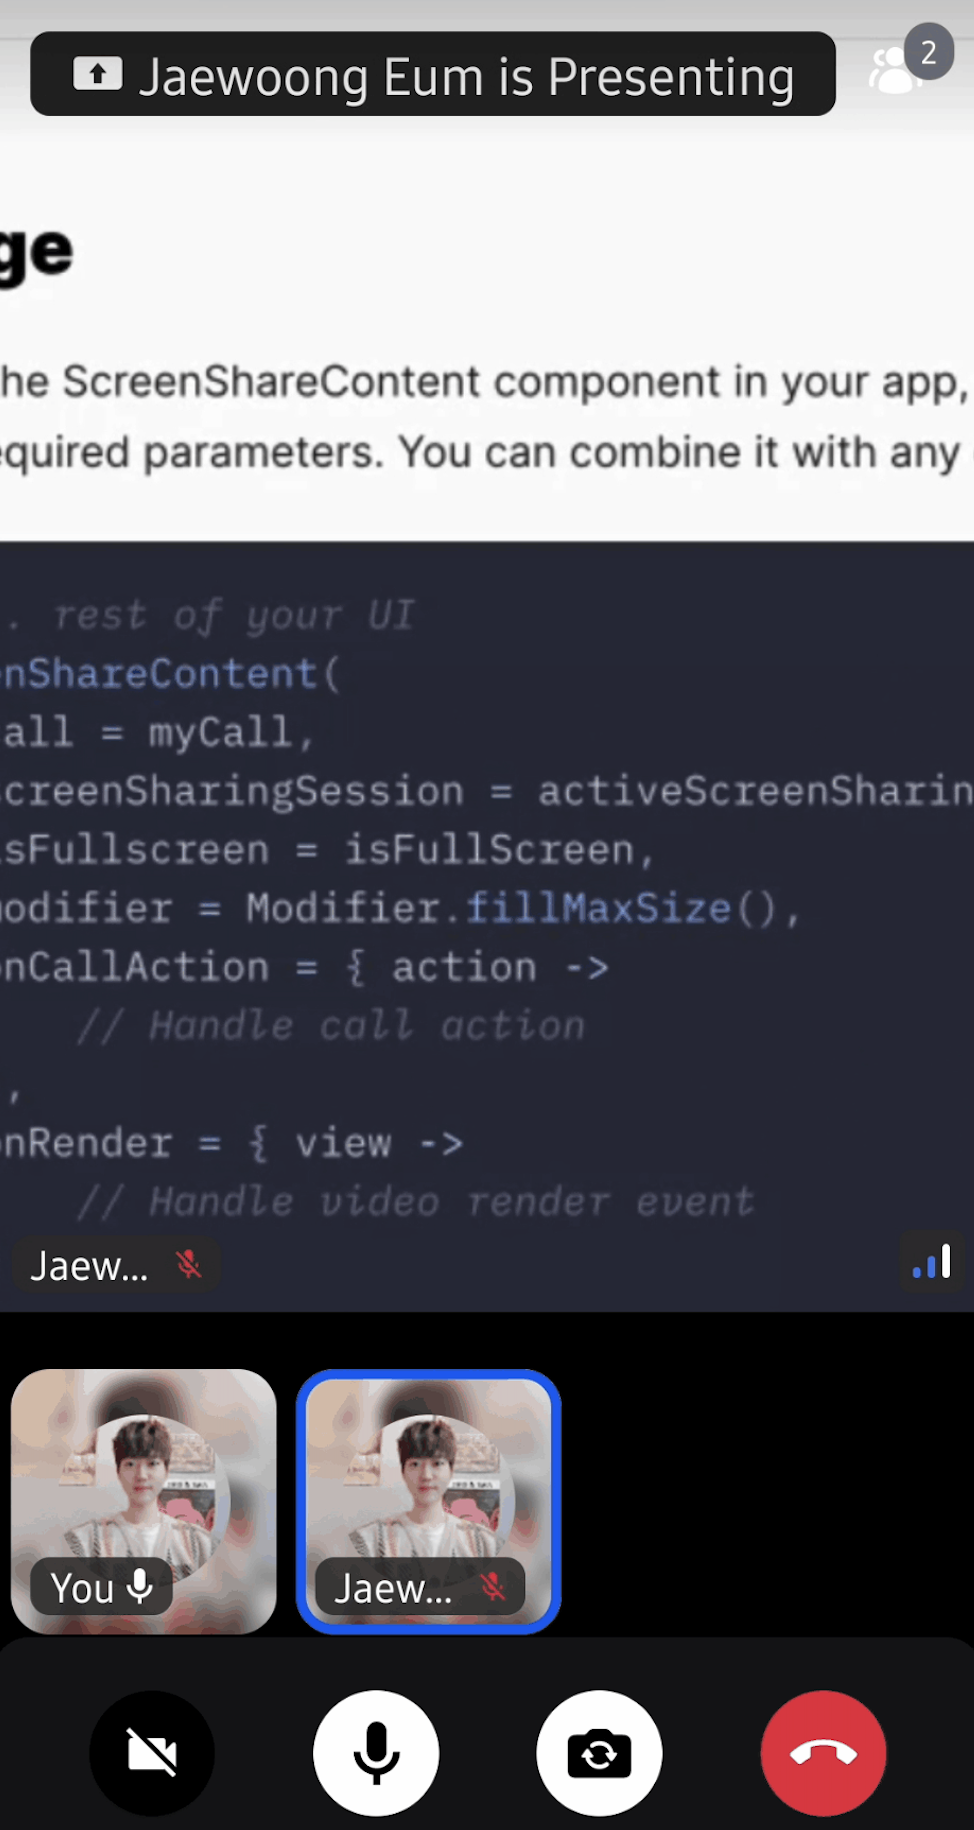 Jaewoong Eum is Presenting
2
ge
he ScreenShareContent component in your app,
equired parameters. You can combine it with any
. rest of your UI
nShareContent(
all = myCall,
creenSharingSession = activeScreenSharin
sFullscreen = isFullScreen,
odifier = Modifier.fillMaxSize(),
nCallAction = { action ->
// Handle call action
,
nRender = { view ->
// Handle video render event
Jaew...
You
Jaew...